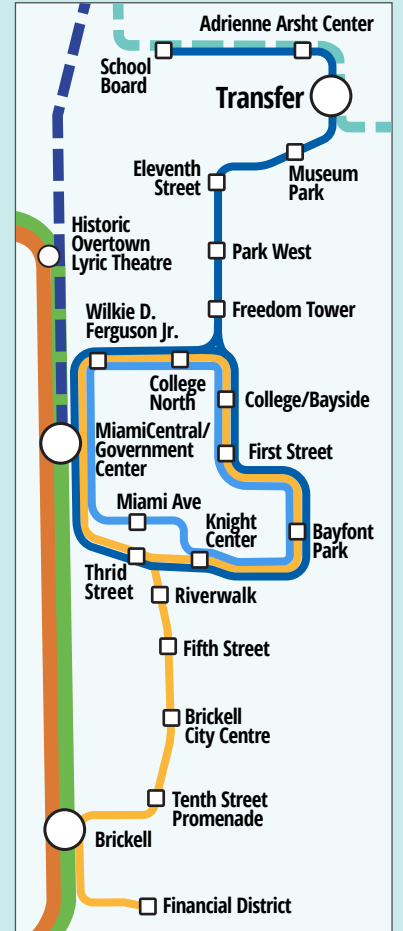 Adrienne Arsht Center
School
Board
Transfer
Museum
Park
Eleventh
Street
Park West
Historic
Overtown
Lyric Theatre
Freedom Tower
Wilkie D.
Ferguson Jr.
College
North
College/Bayside
MiamiCentral/
Government
Center
First Street
Miami Ave
Knight
Center
Bayfont
Park
Thrid
Street
Riverwalk
Fifth Street
Brickell
City Centre
Tenth Street
Promenade
Brickell
Financial District